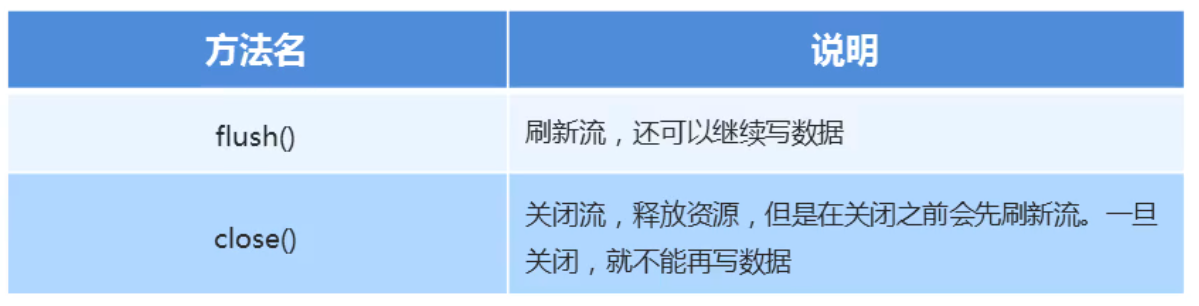 方法名 说明
flush() 刷新流，还可以继续写数据
close() 关闭流，释放资源，但是在关闭之前会先刷新流。一旦
关闭，就不能再写数据